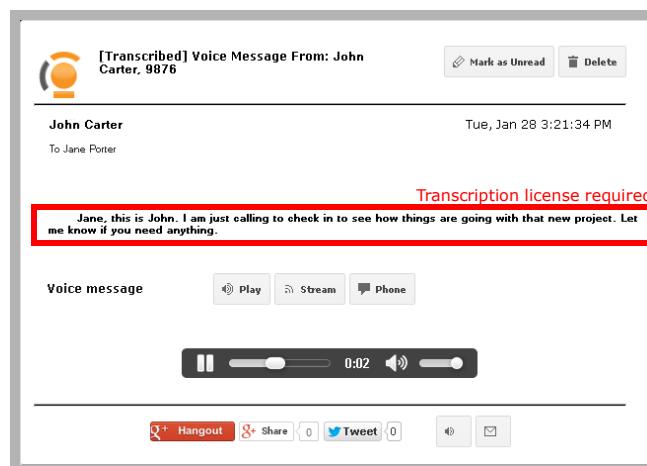 [Transcribed] Voice Message From: John
Carter, 9876
Mark as Unread
Delete
John Carter
Tue, Jan 28 3:21:34 PM
To Jane Porter
Transcription license required
Jane, this is John. I am just calling to check in to see how things are going with that new project. Let
me know if you need anything.
Voice message
Play
Stream
Phone
0:02
g+ Hangout
g+ Share
0
Tweet
0